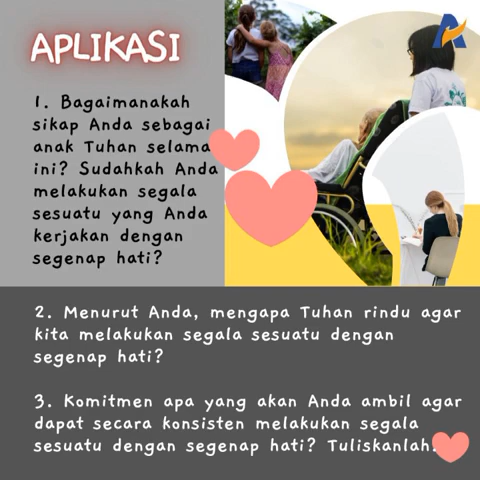 APLIKASI
1. Bagaimanakah
sikap Anda sebagai
anak Tuhan selama
ini? Sudahkah Anda
melakukan segala
sesuatu yang Anda
kerjakan dengan
segenap hati?
2. Menurut Anda, mengapa Tuhan rindu agar
kita melakukan segala sesuatu dengan
segenap hati?
3. Komitmen apa yang akan Anda ambil agar
dapat secara konsisten melakukan segala
sesuatu dengan segenap hati? Tuliskanlah!